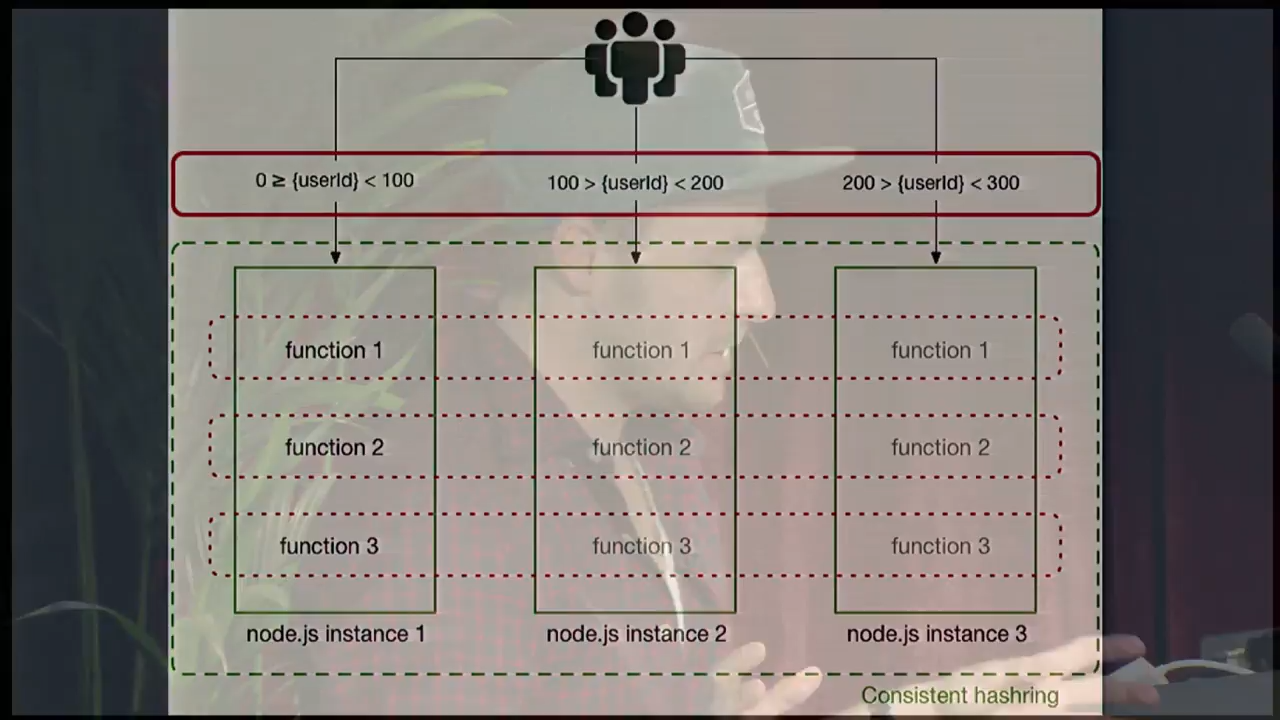 0 ≥ {userId} < 100
100 > {userId} < 200
200 > {userId} < 300
function 1
function 1
function 1
function 2
function 2
function 2
function 3
function 3
function 3
node.js instance 1
node.js instance 2
node.js instance 3
Consistent hashring